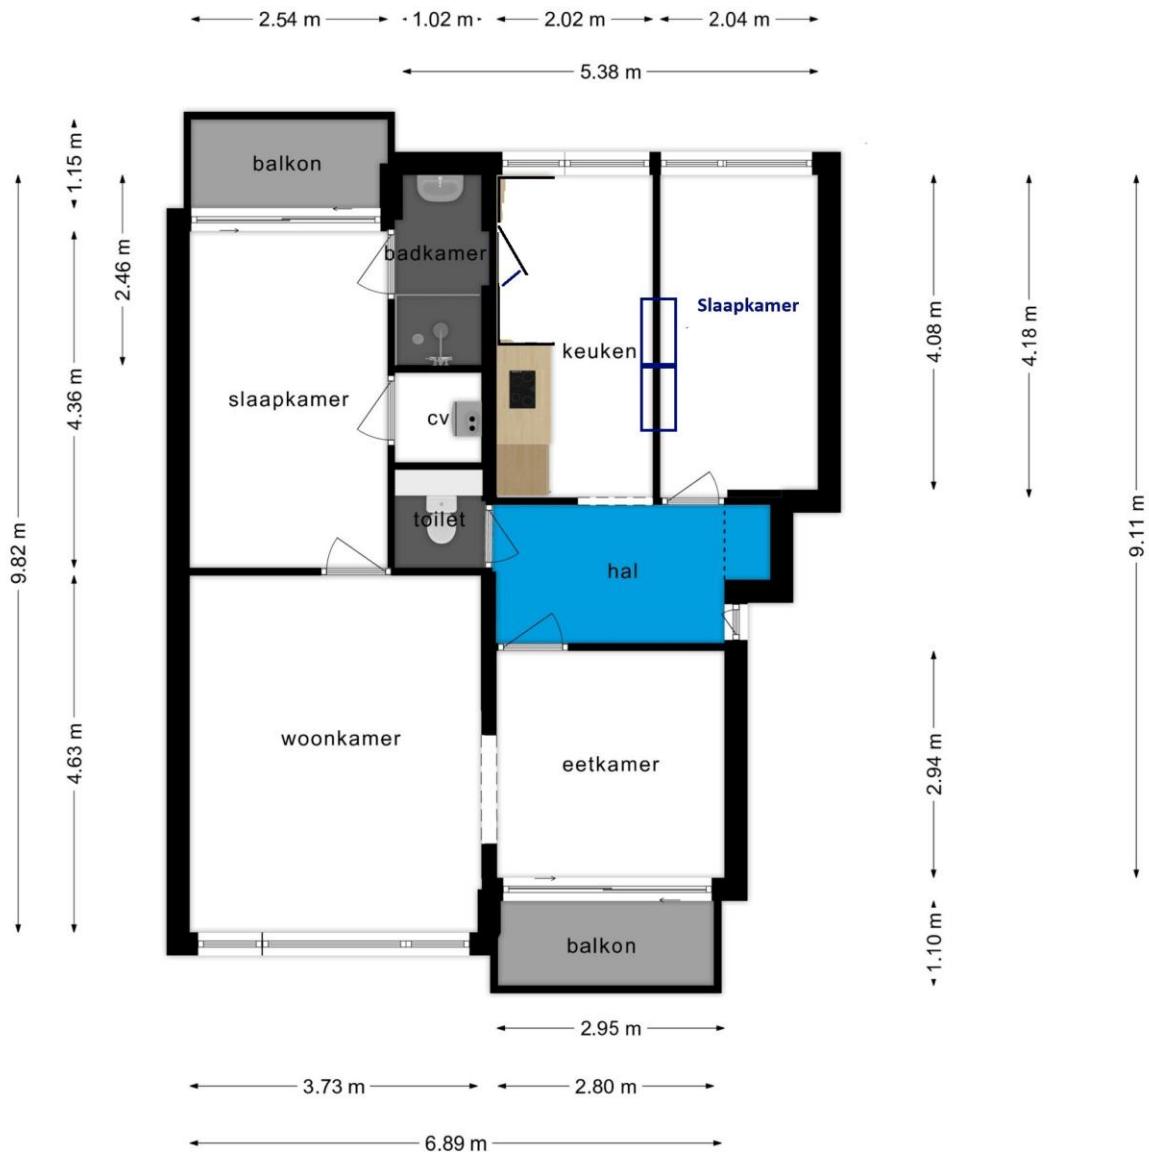 2.54 m
1.02 m
2.02 m
2.04 m
5.38 m
1.15 m
balkon
badkamer
2.46 m
Slaapkamer
4.08 m
4.18 m
keuken
4.36 m
slaapkamer
cv
toilet
9.82 m
9.11 m
hal
woonkamer
4.63 m
eetkamer
2.94 m
balkon
1.10 m
2.95 m
3.73 m
2.80 m
6.89 m